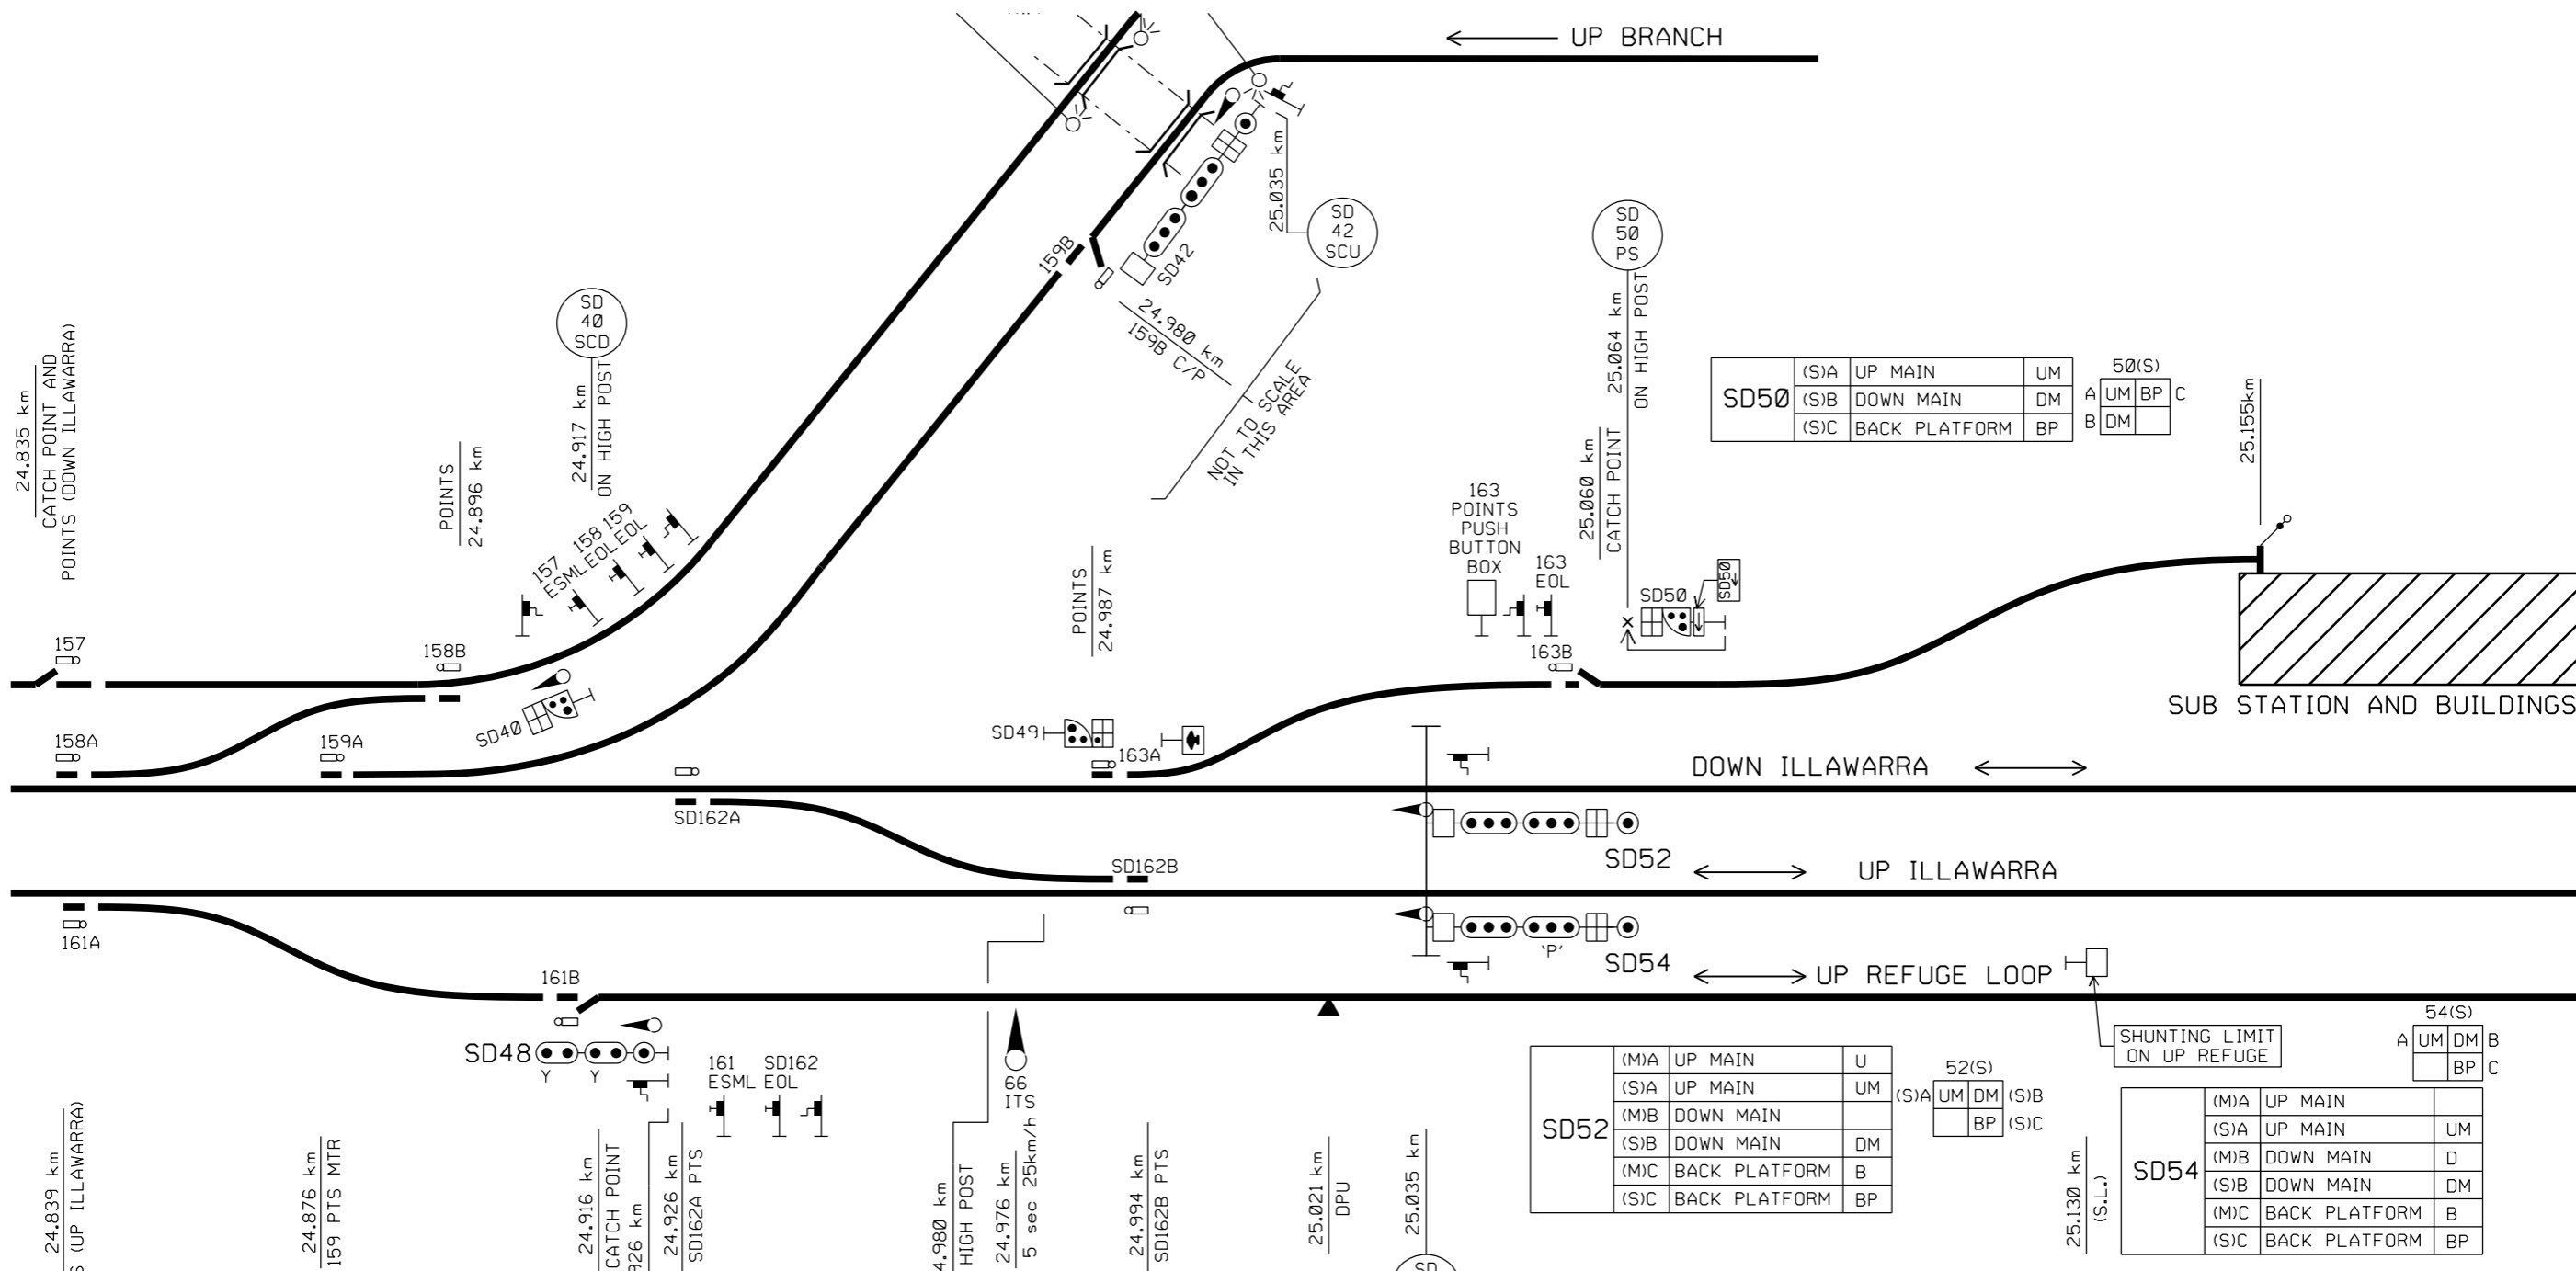 UP BRANCH
25.035 km
SD
42
SCU
SD
50
PS
25.064 km
ON HIGH POST
25.060 km
CATCH POINT
159B
SD42
24.980 km
159B C/P
NOT TO SCALE
IN THIS AREA
SD
40
SCD
24.917 km
ON HIGH POST
24.835 km
CATCH POINT AND
POINTS (DOWN ILLAWARRA)
POINTS
24.896 km
157
ESML
158
EOL
159
EOL
SD50
(S)A UP MAIN UM
(S)B DOWN MAIN DM
(S)C BACK PLATFORM BP
50(S)
A UM BP C
B DM
25.155km
POINTS
24.987 km
163
POINTS
PUSH
BUTTON
BOX
163
EOL
SD50
SD50
157
158B
163B
SUB STATION AND BUILDINGS
SD40
158A
159A
SD49
163A
DOWN ILLAWARRA
SD162A
SD52
SD162B
UP ILLAWARRA
161A
'P'
SD54
161B
UP REFUGE LOOP
SD48
Y Y
161
ESML
SD162
EOL
66
ITS
SHUNTING LIMIT
ON UP REFUGE
54(S)
A UM DM B
BP C
SD52
(M)A UP MAIN U
(S)A UP MAIN UM
(M)B DOWN MAIN
(S)B DOWN MAIN DM
(M)C BACK PLATFORM B
(S)C BACK PLATFORM BP
52(S)
(S)A UM DM (S)B
BP (S)C
SD54
(M)A UP MAIN
(S)A UP MAIN UM
(M)B DOWN MAIN D
(S)B DOWN MAIN DM
(M)C BACK PLATFORM B
(S)C BACK PLATFORM BP
24.839 km
S (UP ILLAWARRA)
24.876 km
159 PTS MTR
24.916 km
CATCH POINT
926 km
24.926 km
SD162A PTS
4.980 km
HIGH POST
24.976 km
5 sec 25km/h
24.994 km
SD162B PTS
25.021 km
DPU
25.035 km
SD
25.130 km
(S.L.)